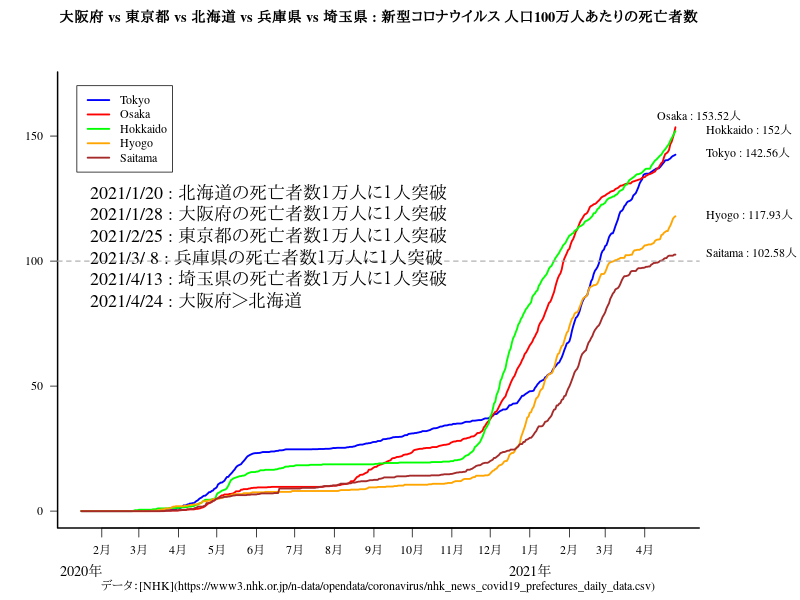 大阪府 vs 東京都 vs 北海道 vs 兵庫県 vs 埼玉県 : 新型コロナウイルス 人口100万人あたりの死亡者数
Tokyo
Osaka
Hokkaido
Hyogo
Saitama
Osaka : 153.52人
Hokkaido : 152人
Tokyo : 142.56人
Hyogo : 117.93人
Saitama : 102.58人
2021/1/20 : 北海道の死亡者数1万人に1人突破
2021/1/28 : 大阪府の死亡者数1万人に1人突破
2021/2/25 : 東京都の死亡者数1万人に1人突破
2021/3/ 8 : 兵庫県の死亡者数1万人に1人突破
2021/4/13 : 埼玉県の死亡者数1万人に1人突破
2021/4/24 : 大阪府＞北海道
150
100
50
0
2月 3月 4月 5月 6月 7月 8月 9月 10月 11月 12月 1月 2月 3月 4月
2020年 2021年
データ：[NHK](https://www3.nhk.or.jp/n-data/opendata/coronavirus/nhk_news_covid19_prefectures_daily_data.csv)